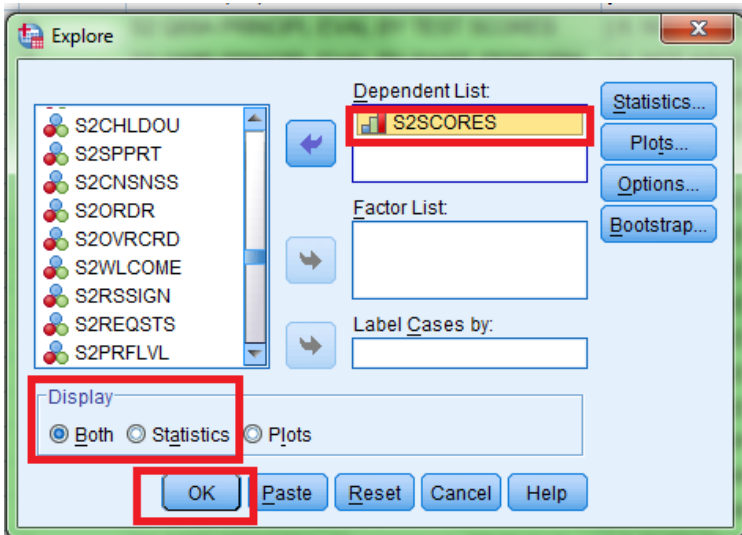 Explore
x
Dependent List:
S2SCORES
S2CHLDOU
S2SPPRT
S2CNSNSS
S2ORDR
S2OVRCRD
S2WLCOME
S2RSSIGN
S2REQSTS
S2PRFLVL
Factor List:
Label Cases by:
Statistics...
Plots...
Options...
Bootstrap...
Display
Both Statistics Plots
OK Paste Reset Cancel Help